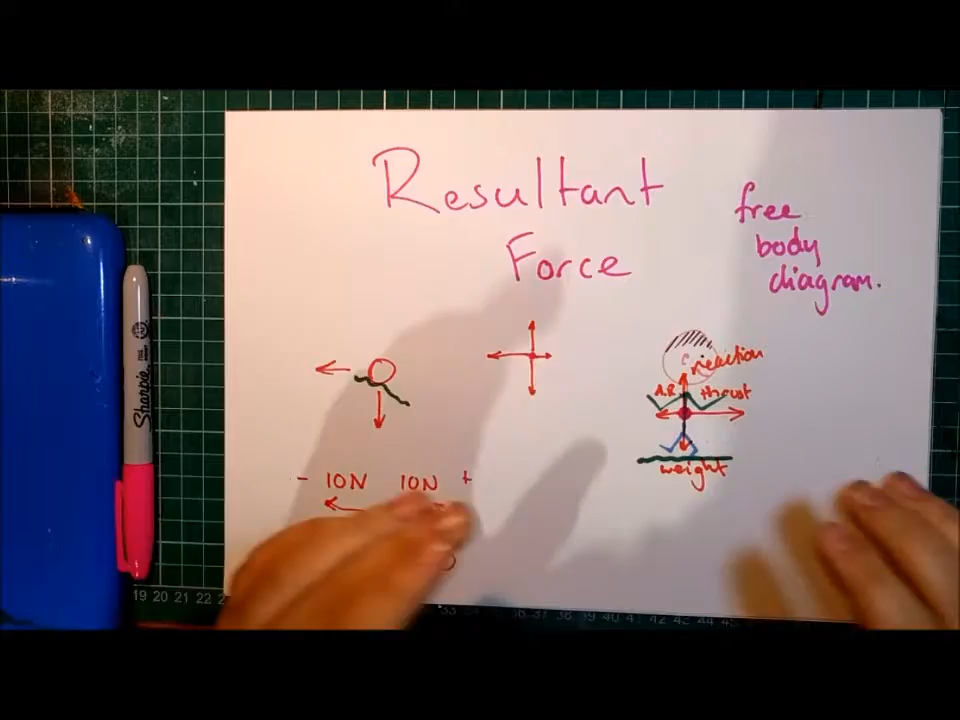 Resultant
Force
free
body
diagram.
reaction
A.R thrust
weight
- 10N 10N +
Sharpie
19 20 21 22